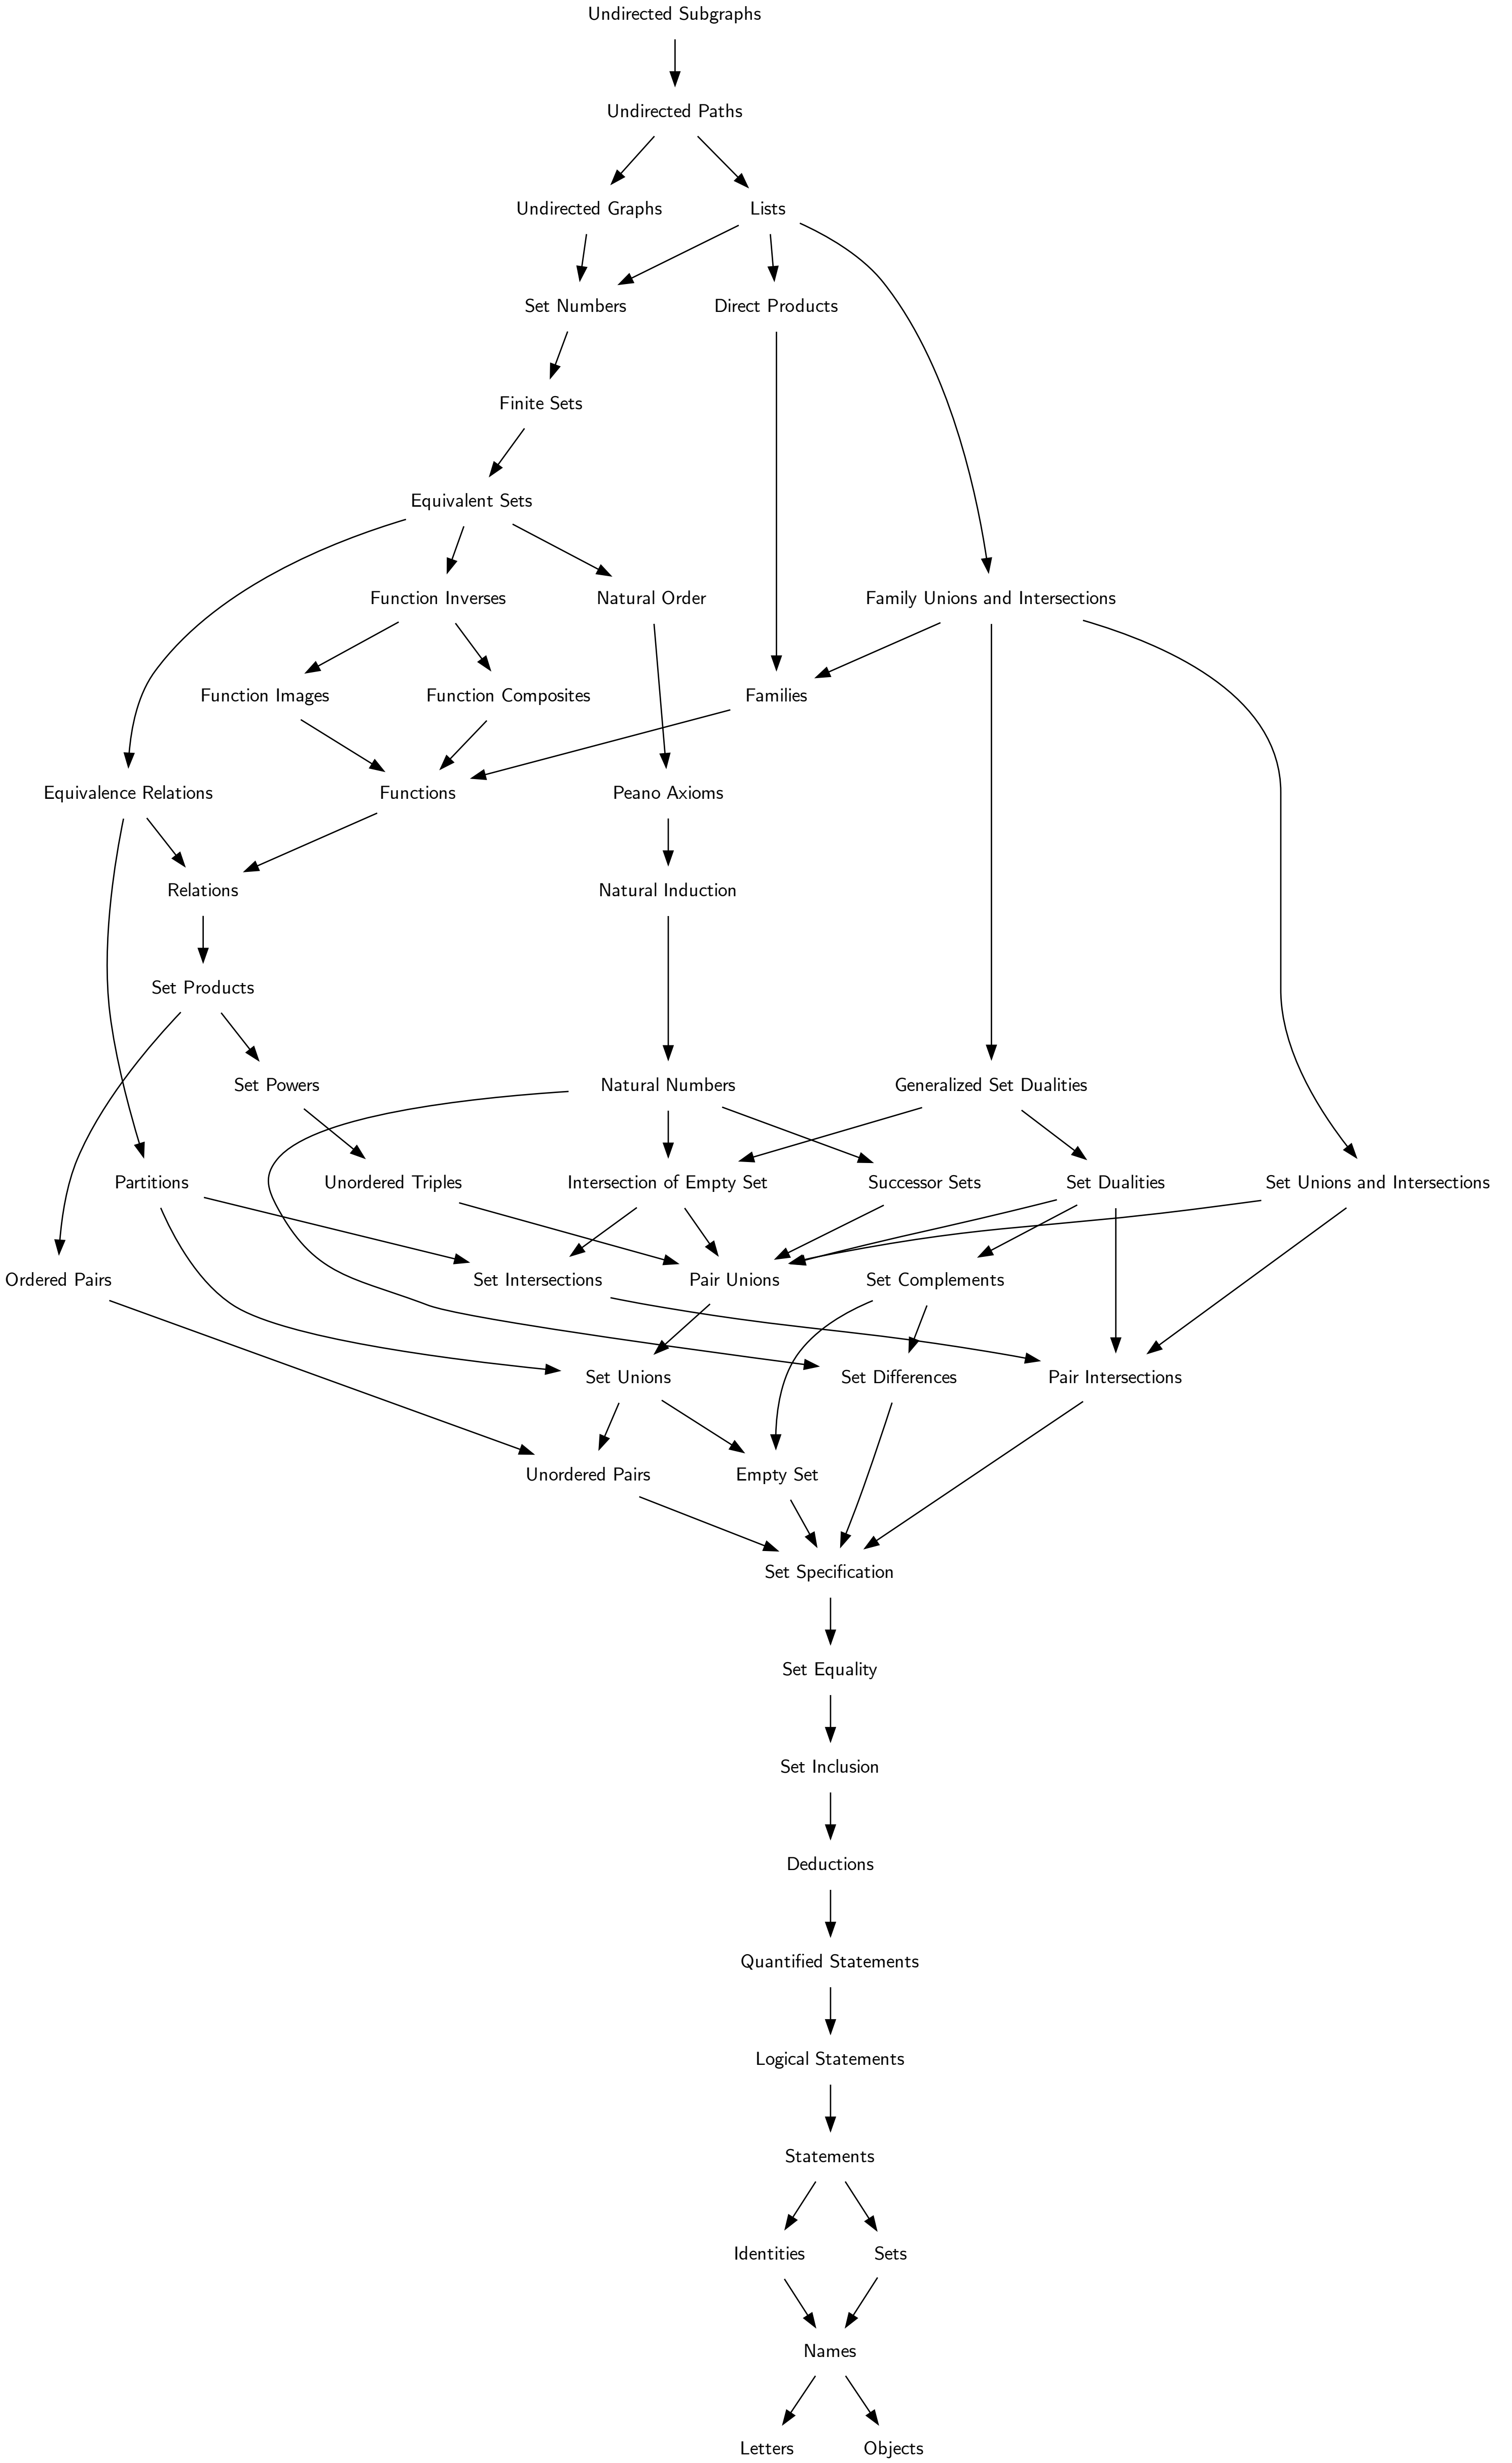 Undirected Subgraphs
Undirected Paths
Undirected Graphs
Lists
Set Numbers
Direct Products
Finite Sets
Equivalent Sets
Function Inverses
Natural Order
Family Unions and Intersections
Function Images
Function Composites
Families
Equivalence Relations
Functions
Peano Axioms
Relations
Natural Induction
Set Products
Set Powers
Natural Numbers
Generalized Set Dualities
Partitions
Unordered Triples
Intersection of Empty Set
Successor Sets
Set Dualities
Set Unions and Intersections
Ordered Pairs
Set Intersections
Pair Unions
Set Complements
Set Unions
Set Differences
Pair Intersections
Unordered Pairs
Empty Set
Set Specification
Set Equality
Set Inclusion
Deductions
Quantified Statements
Logical Statements
Statements
Identities
Sets
Names
Letters
Objects